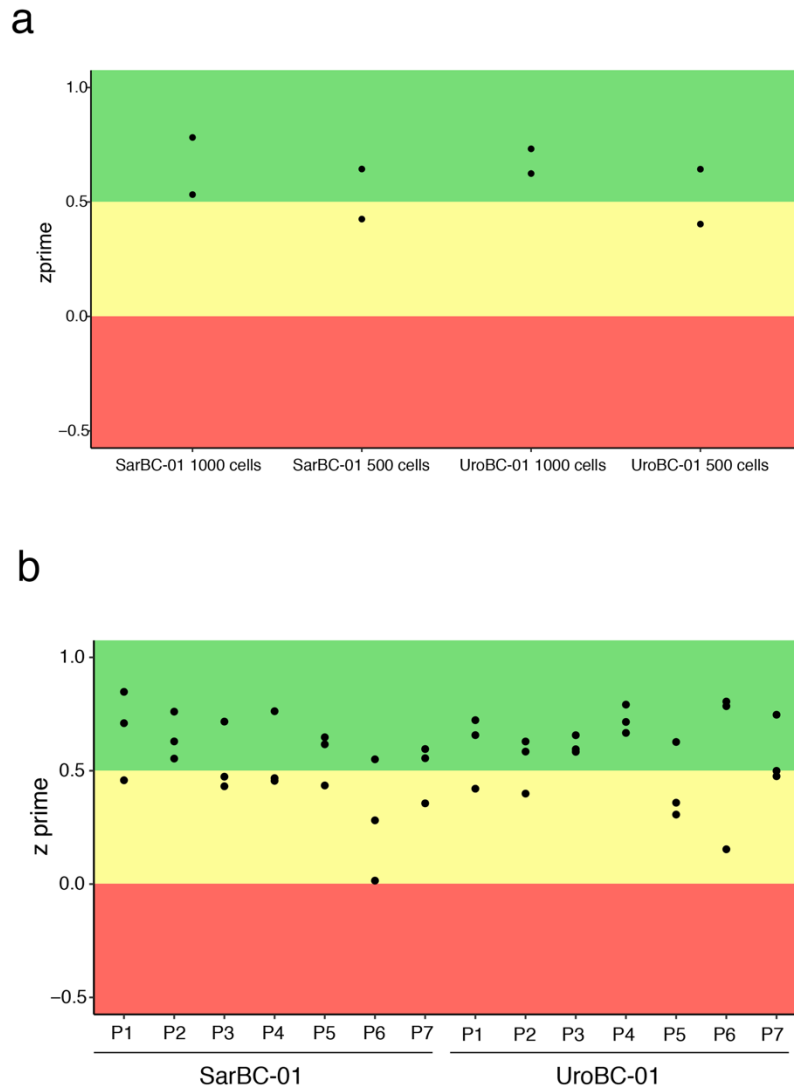 a
1.0
0.5
0.0
−0.5
zprime
SarBC-01 1000 cells SarBC-01 500 cells UroBC-01 1000 cells UroBC-01 500 cells
b
1.0
0.5
0.0
−0.5
z prime
P1 P2 P3 P4 P5 P6 P7 P1 P2 P3 P4 P5 P6 P7
SarBC-01 UroBC-01